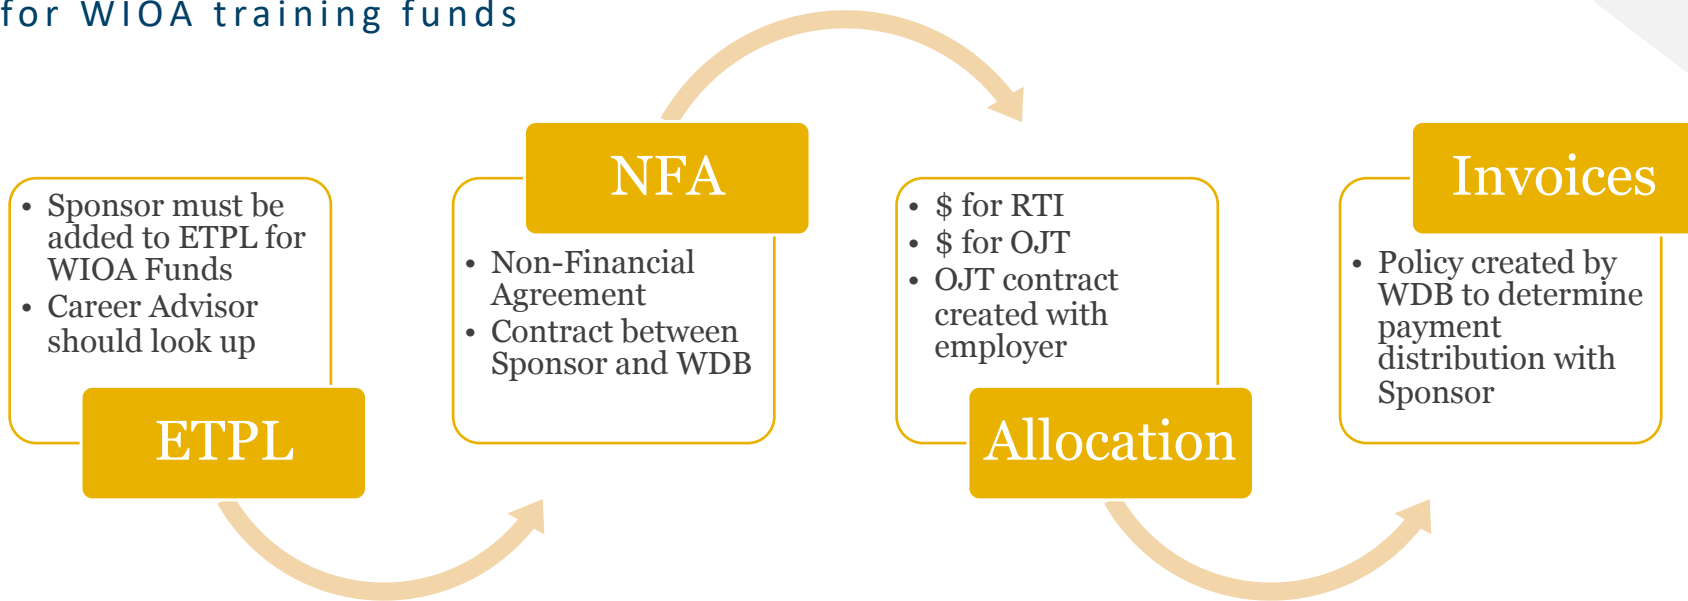 for WIOA training funds
• Sponsor must be
added to ETPL for
WIOA Funds
• Career Advisor
should look up
ETPL
NFA
• Non-Financial
Agreement
• Contract between
Sponsor and WDB
• $ for RTI
• $ for OJT
• OJT contract
created with
employer
Allocation
Invoices
• Policy created by
WDB to determine
payment
distribution with
Sponsor